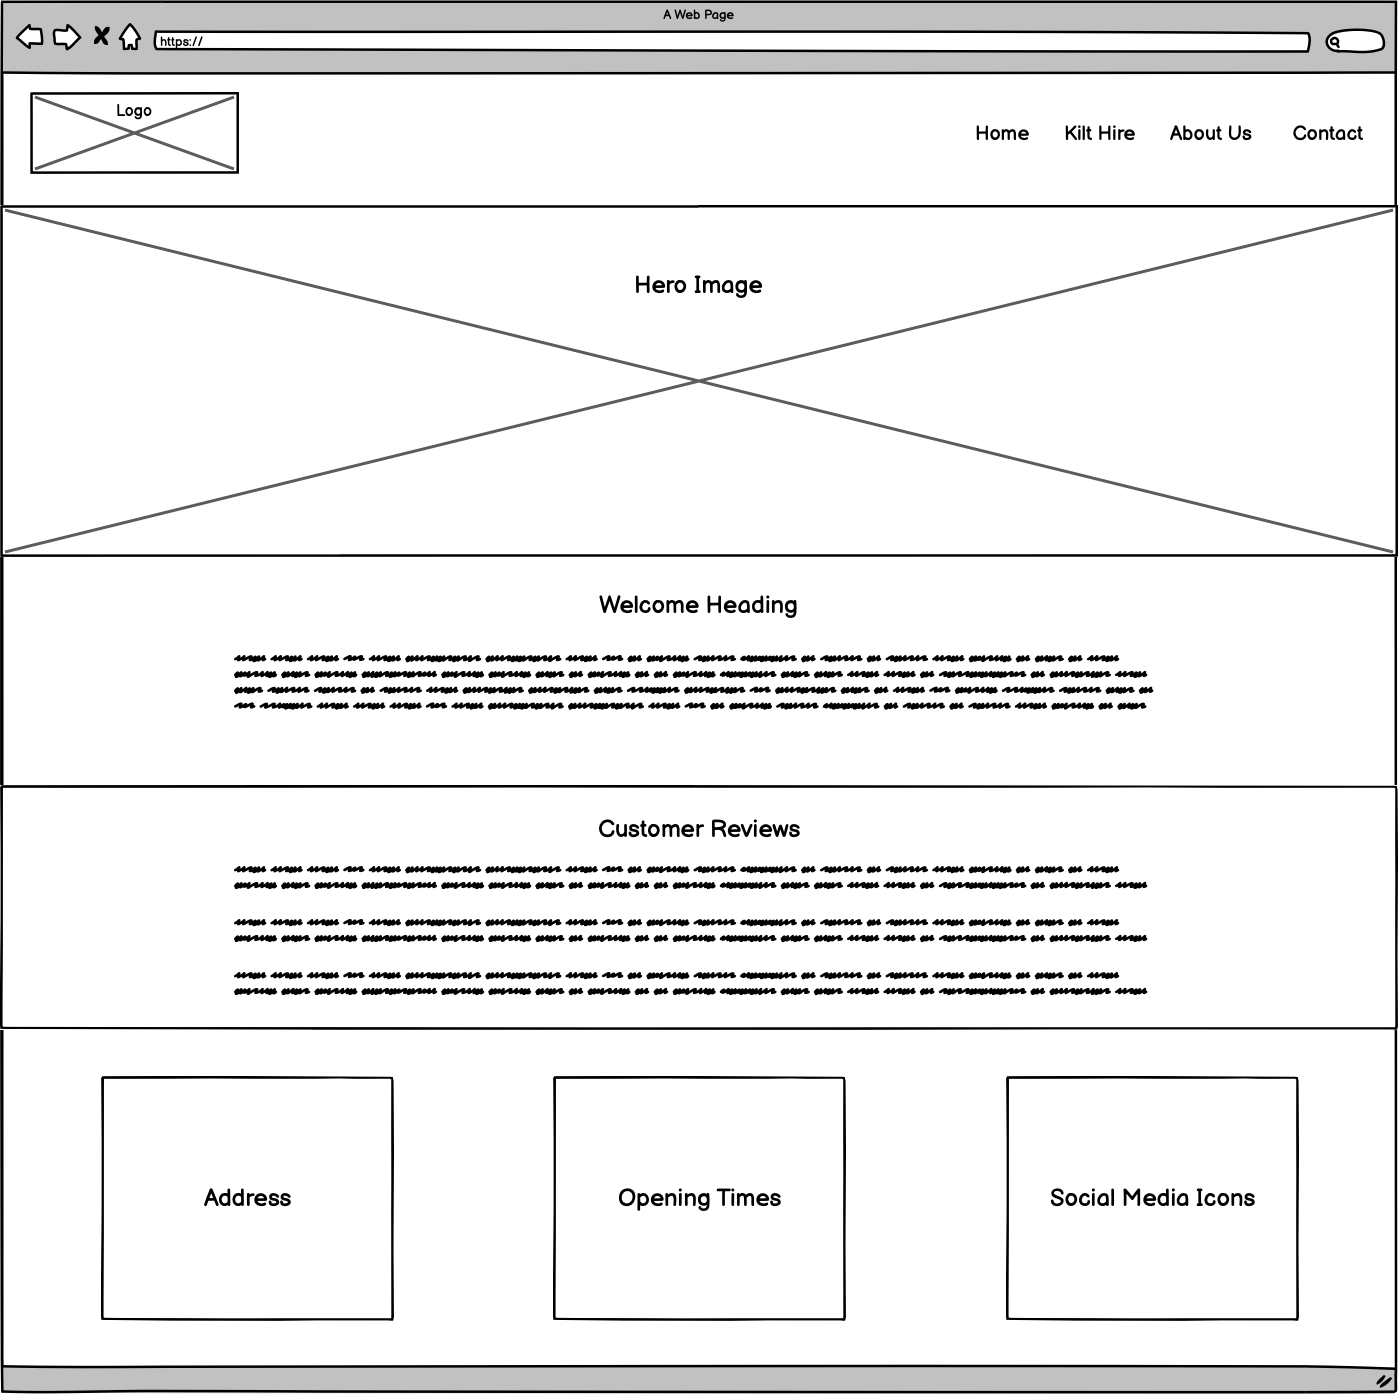 A Web Page
https://
Logo
Home Kilt Hire About Us Contact
Hero Image
Welcome Heading
Customer Reviews
Address
Opening Times
Social Media Icons